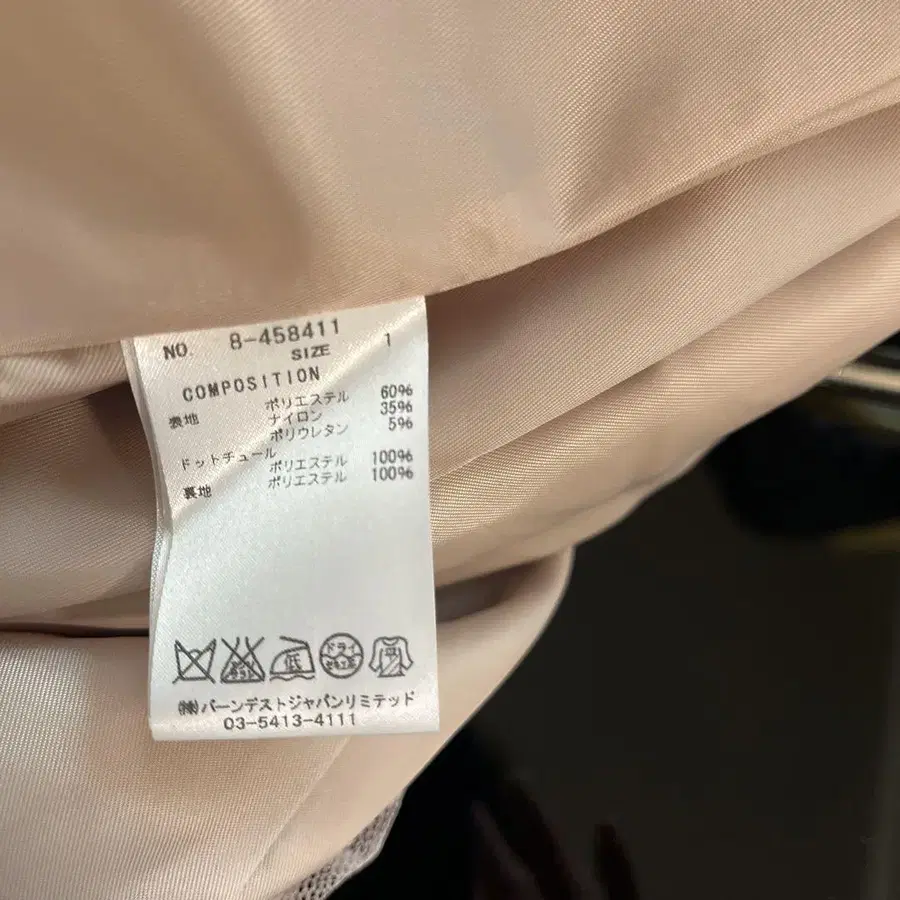 NO. 8-458411
SIZE 1
COMPOSITION
表地 ポリエステル 60%
ナイロン 35%
ポリウレタン 5%
ドットチュール
ポリエステル 100%
裏地 ポリエステル 100%
低
ドライ
㈱バーンデストジャパンリミテッド
03-5413-4111